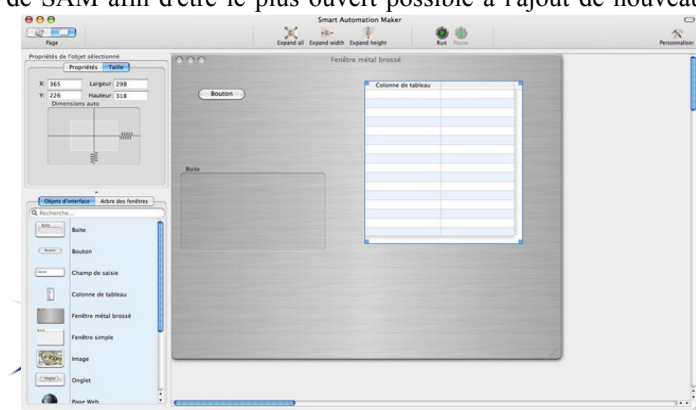 de SAM afin d'être le plus ouvert possible à l'ajout de nouveau
Smart Automation Maker
Page
Expand all Expand width Expand height
Run Pause
Personnaliser
Propriétés de l'objet sélectionné
Propriétés Taille
X: 365 Largeur: 298
Y: 226 Hauteur: 318
Dimensions auto
Objets d'interface Arbre des fenêtres
Recherche...
Boite
Bouton
Champ de saisie
Colonne de tableau
Fenêtre métal brossé
Fenêtre simple
Image
Onglet
Page Web
Fenêtre métal brossé
Bouton
Colonne de tableau
Boite